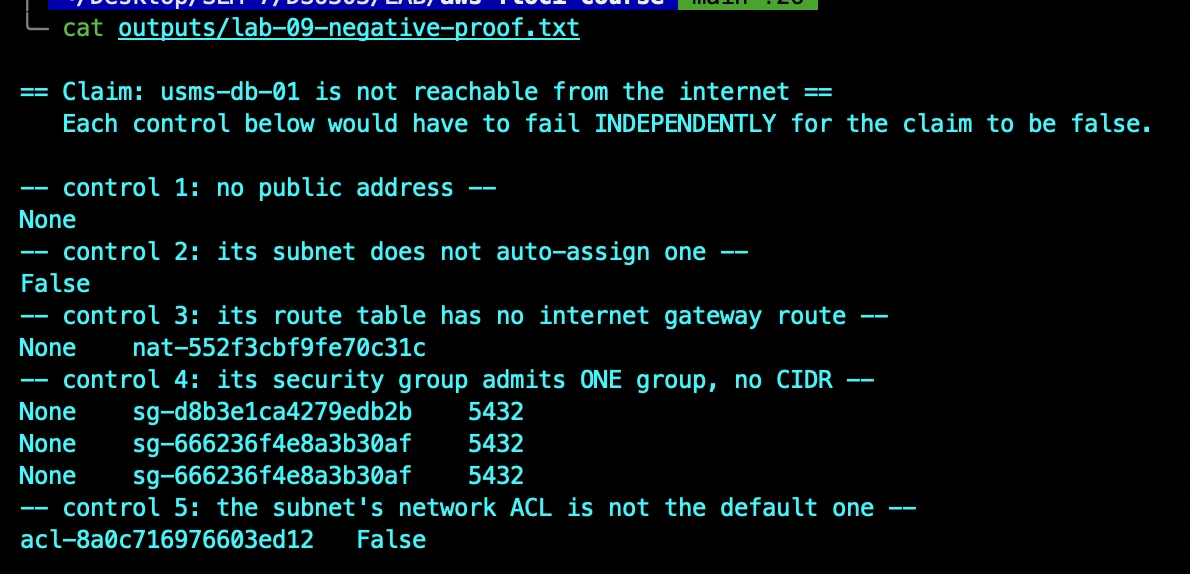 cat outputs/lab-09-negative-proof.txt
== Claim: usms-db-01 is not reachable from the internet ==
Each control below would have to fail INDEPENDENTLY for the claim to be false.
-- control 1: no public address --
None
-- control 2: its subnet does not auto-assign one --
False
-- control 3: its route table has no internet gateway route --
None    nat-552f3cbf9fe70c31c
-- control 4: its security group admits ONE group, no CIDR --
None    sg-d8b3e1ca4279edb2b    5432
None    sg-666236f4e8a3b30af    5432
None    sg-666236f4e8a3b30af    5432
-- control 5: the subnet's network ACL is not the default one --
acl-8a0c716976603ed12   False